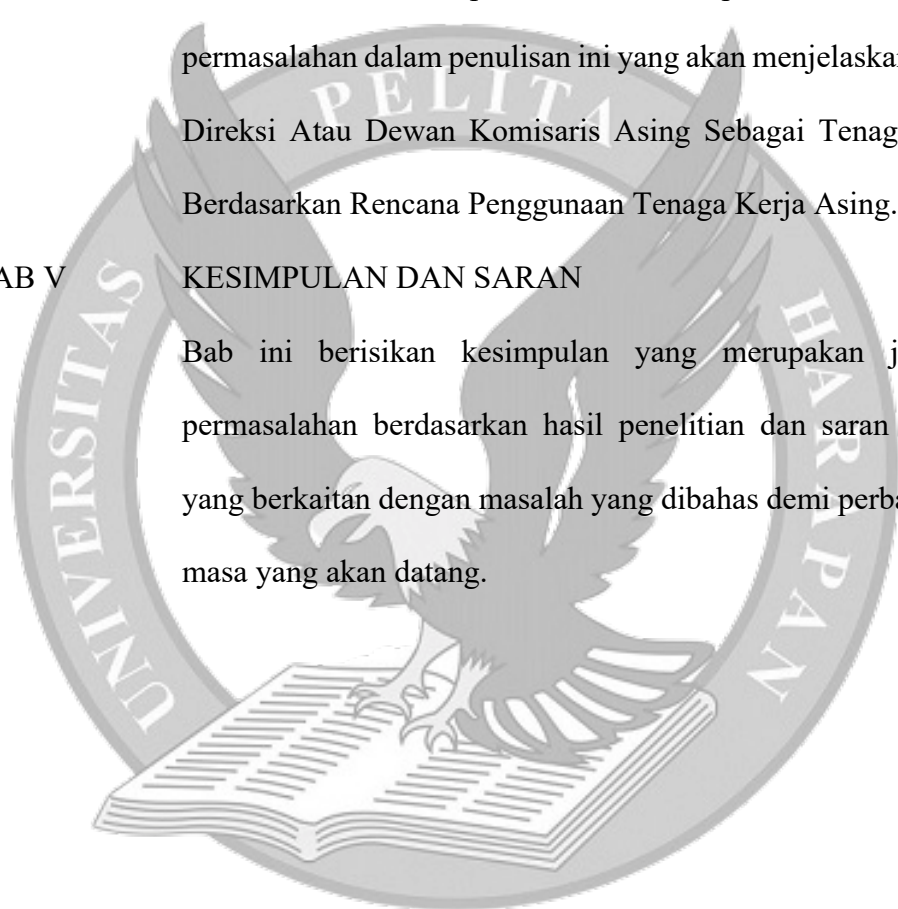 permasalahan dalam penulisan ini yang akan menjelaskan
Direksi Atau Dewan Komisaris Asing Sebagai
Berdasarkan Rencana Penggunaan Tenaga Kerja Asing.
BAB V KESIMPULAN DAN SARAN
Bab ini berisikan kesimpulan yang merupakan
permasalahan berdasarkan hasil penelitian dan saran
yang berkaitan dengan masalah yang dibahas demi
masa yang akan datang.
UNIVERSITAS PELITA HARAPAN